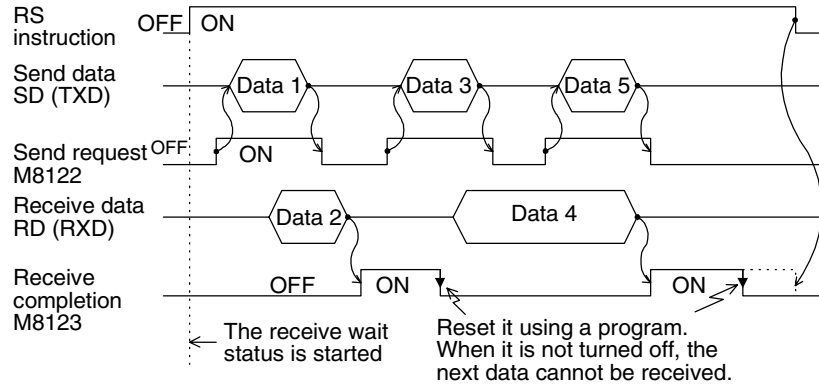 RS
instruction
OFF
ON
Send data
SD (TXD)
Data 1
Data 3
Data 5
Send request
M8122
OFF
ON
Receive data
RD (RXD)
Data 2
Data 4
Receive
completion
M8123
OFF
ON
ON
The receive wait
status is started
Reset it using a program.
When it is not turned off, the
next data cannot be received.